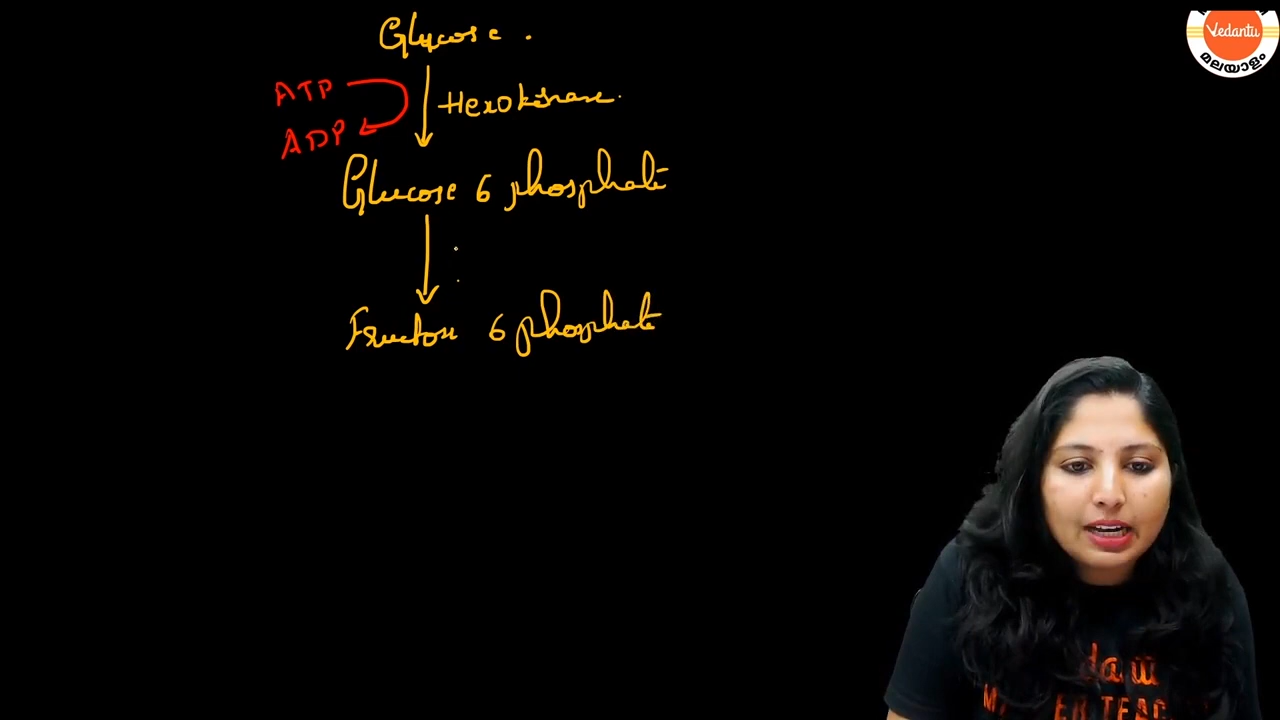 Vedantu
മലയാളം
Glucose.
ATP
Hexokinase.
ADP
Glucose 6 phosphate
Fructose 6 phosphate